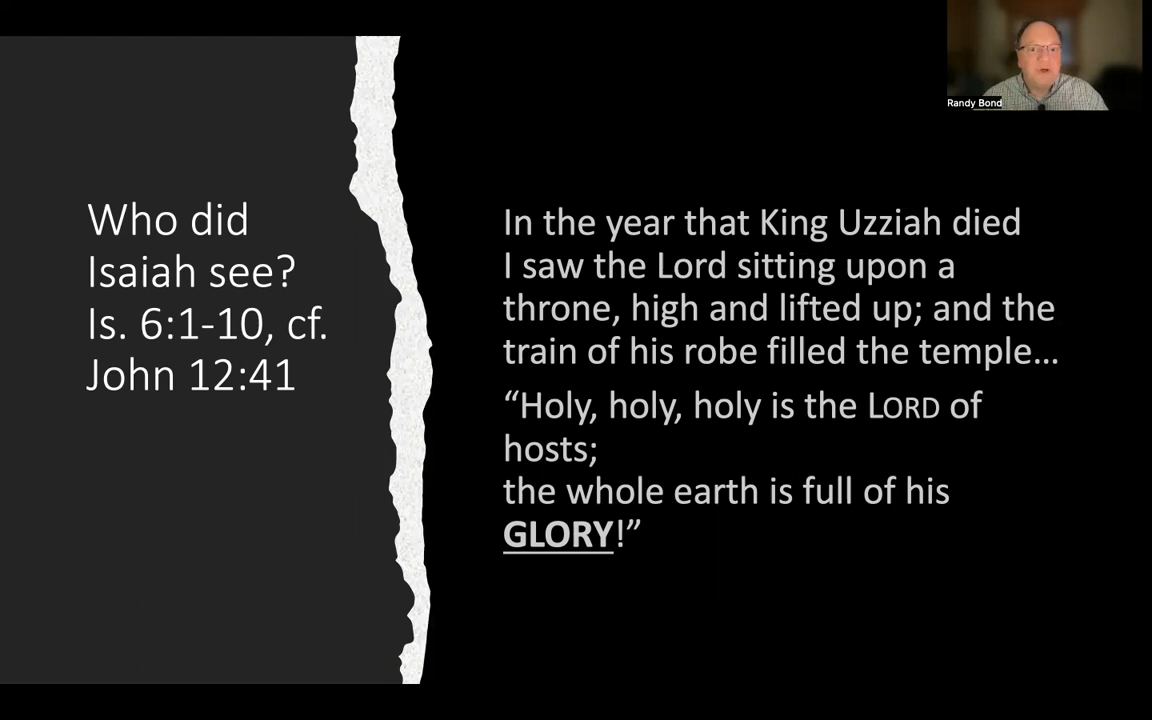 Who did
Isaiah see?
Is. 6:1-10, cf.
John 12:41
In the year that King Uzziah died
I saw the Lord sitting upon a
throne, high and lifted up; and the
train of his robe filled the temple…
“Holy, holy, holy is the LORD of
hosts;
the whole earth is full of his
GLORY!”
Randy Bond